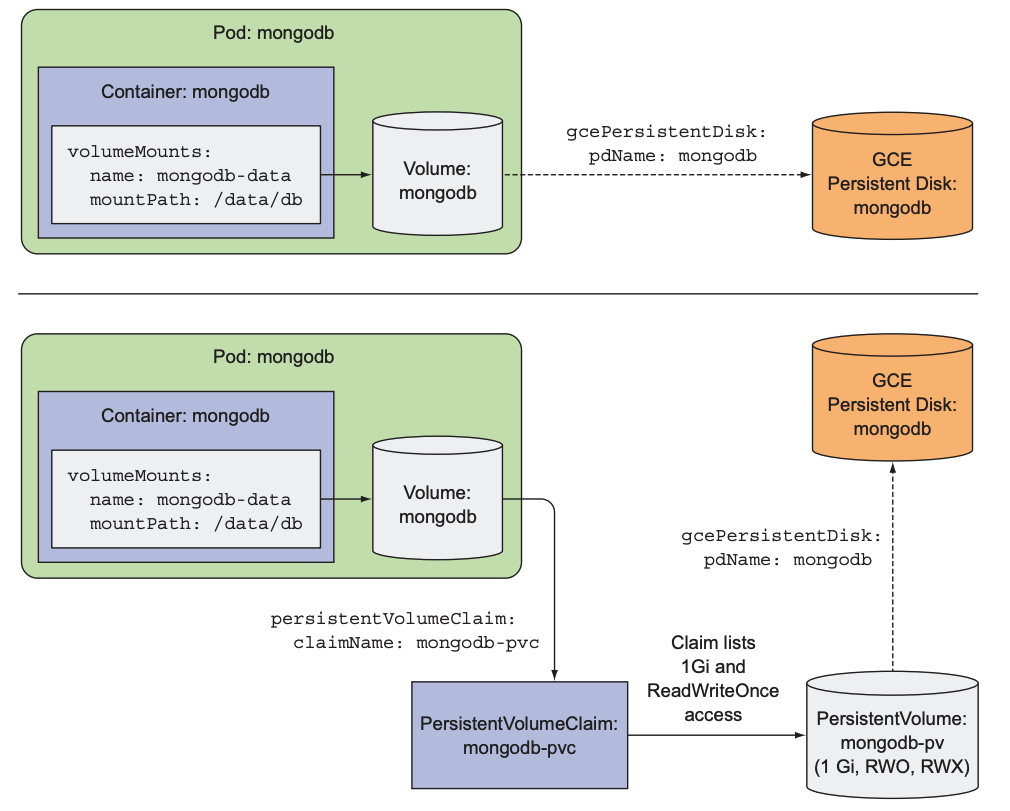 Pod: mongodb
Container: mongodb
volumeMounts:
name: mongodb-data
mountPath: /data/db
Volume:
mongodb
gcePersistentDisk:
pdName: mongodb
GCE
Persistent Disk:
mongodb
Pod: mongodb
Container: mongodb
volumeMounts:
name: mongodb-data
mountPath: /data/db
Volume:
mongodb
GCE
Persistent Disk:
mongodb
gcePersistentDisk:
pdName: mongodb
persistentVolumeClaim:
claimName: mongodb-pvc
Claim lists
1Gi and
ReadWriteOnce
access
PersistentVolumeClaim:
mongodb-pvc
PersistentVolume:
mongodb-pv
(1 Gi, RWO, RWX)